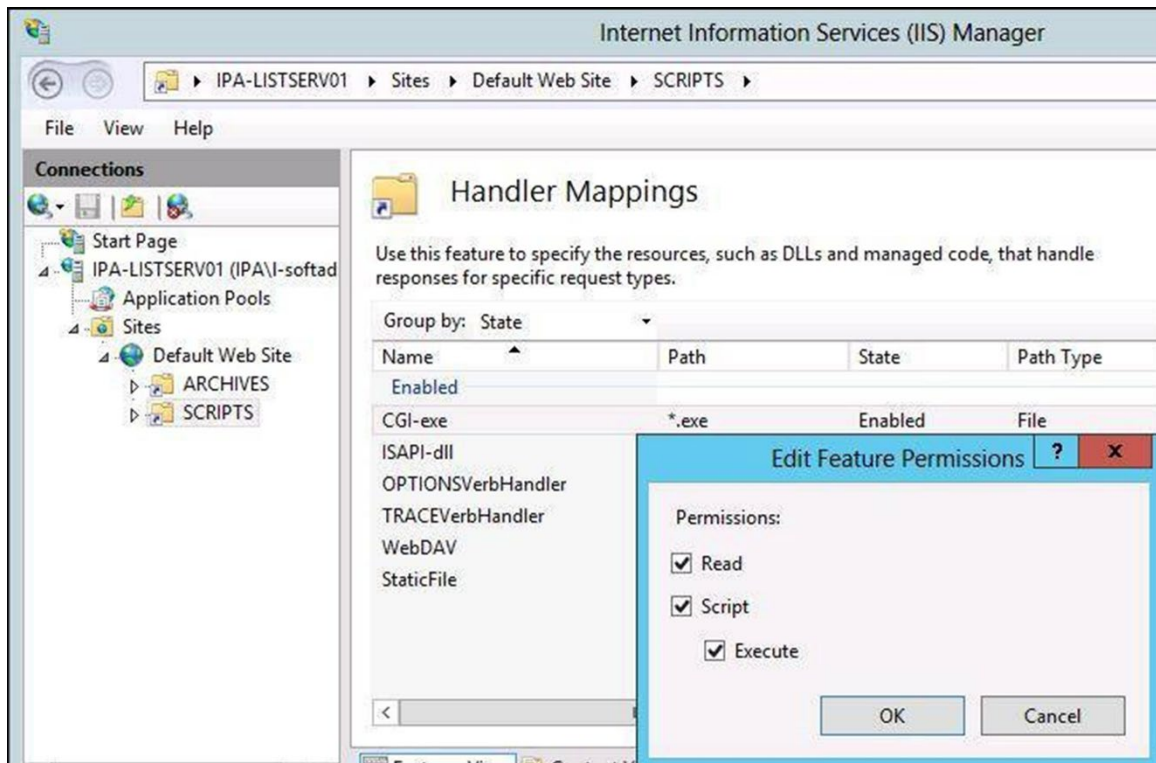 Internet Information Services (IIS) Manager
IPA-LISTSERV01 Sites Default Web Site SCRIPTS
File View Help
Connections
Start Page
IPA-LISTSERV01 (IPA\I-softad
Application Pools
Sites
Default Web Site
ARCHIVES
SCRIPTS
Handler Mappings
Use this feature to specify the resources, such as DLLs and managed code, that handle
responses for specific request types.
Group by: State
Name Path State Path Type
Enabled
CGI-exe *.exe Enabled File
ISAPI-dll
OPTIONSVerbHandler
TRACEVerbHandler
WebDAV
StaticFile
Edit Feature Permissions ? x
Permissions:
Read
Script
Execute
OK Cancel